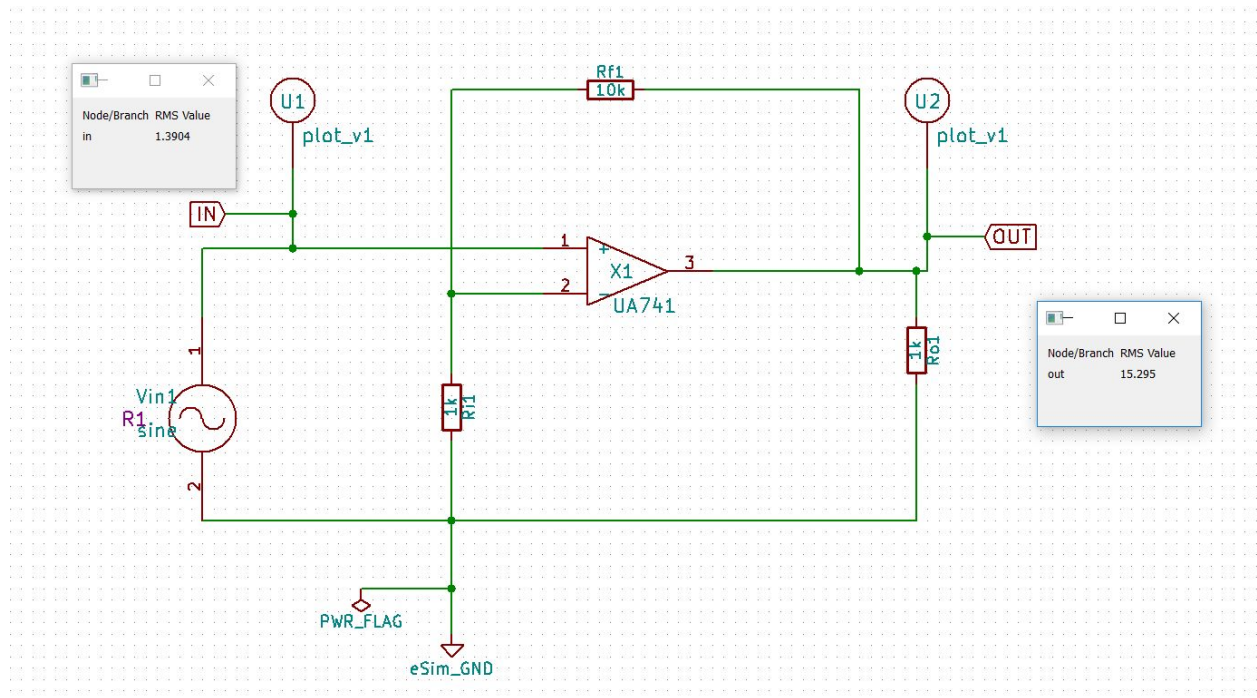 Node/Branch RMS Value
in 1.3904
U1
plot_v1
Rf1
10k
U2
plot_v1
IN
OUT
1
+
X1
3
2
−
UA741
Node/Branch RMS Value
out 15.295
1k
Ro1
1
Vin1
R1
sine
2
1k
Ri1
PWR_FLAG
eSim_GND